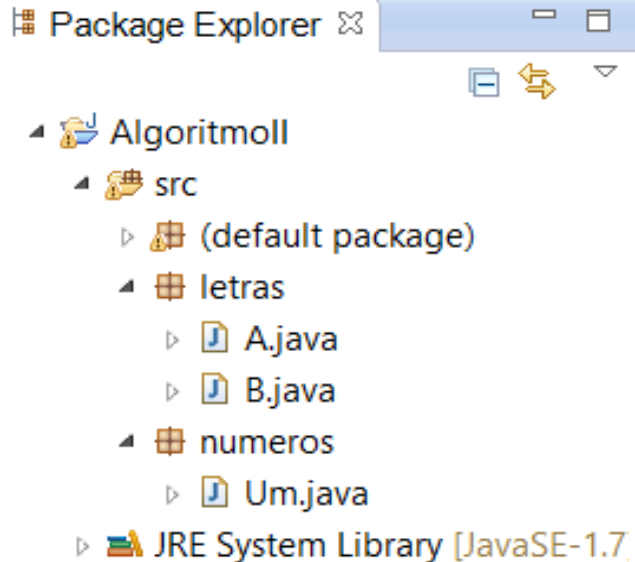 Package Explorer
AlgoritmoII
src
(default package)
letras
A.java
B.java
numeros
Um.java
JRE System Library [JavaSE-1.7]